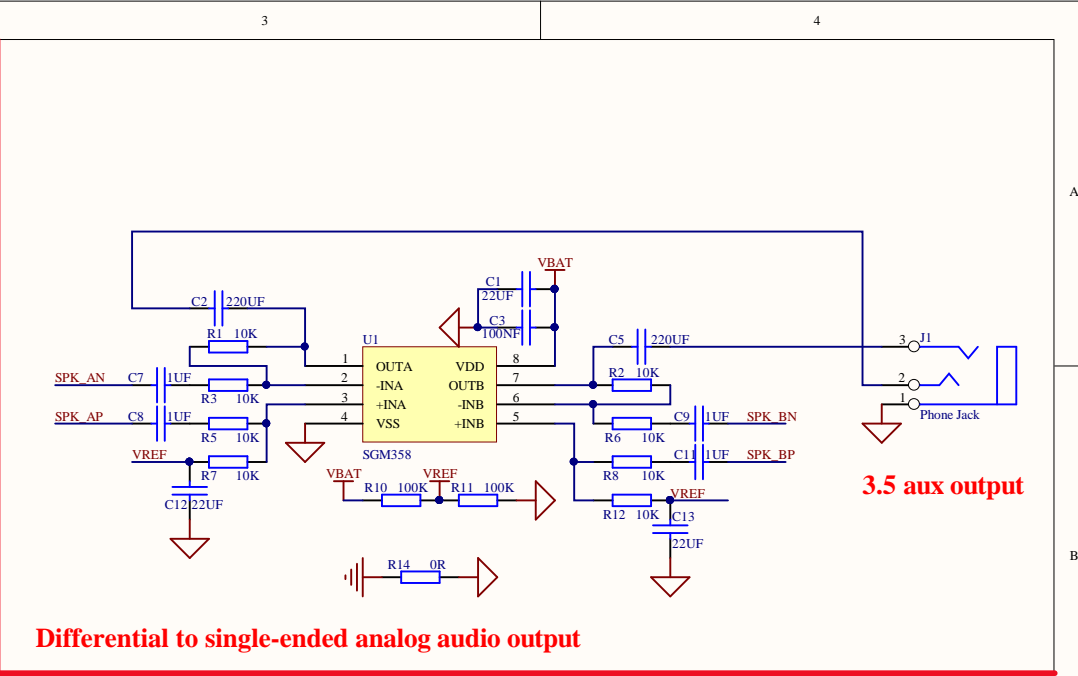 3 4
A
VBAT
C1
22UF
C2 220UF
C3
100NF
R1 10K
U1
C5 220UF
3 J1
1 OUTA VDD 8
R2 10K
SPK_AN C7 1UF
2 -INA OUTB 7
2
R3 10K
3 +INA -INB 6
1
Phone Jack
SPK_AP C8 1UF
4 VSS +INB 5
C9 1UF SPK_BN
R5 10K
R6 10K
VREF
SGM358
C11 1UF SPK_BP
R7 10K
VBAT VREF
R8 10K
R10 100K R11 100K
VREF
3.5 aux output
C12 22UF
R12 10K C13
22UF
B
R14 0R
Differential to single-ended analog audio output